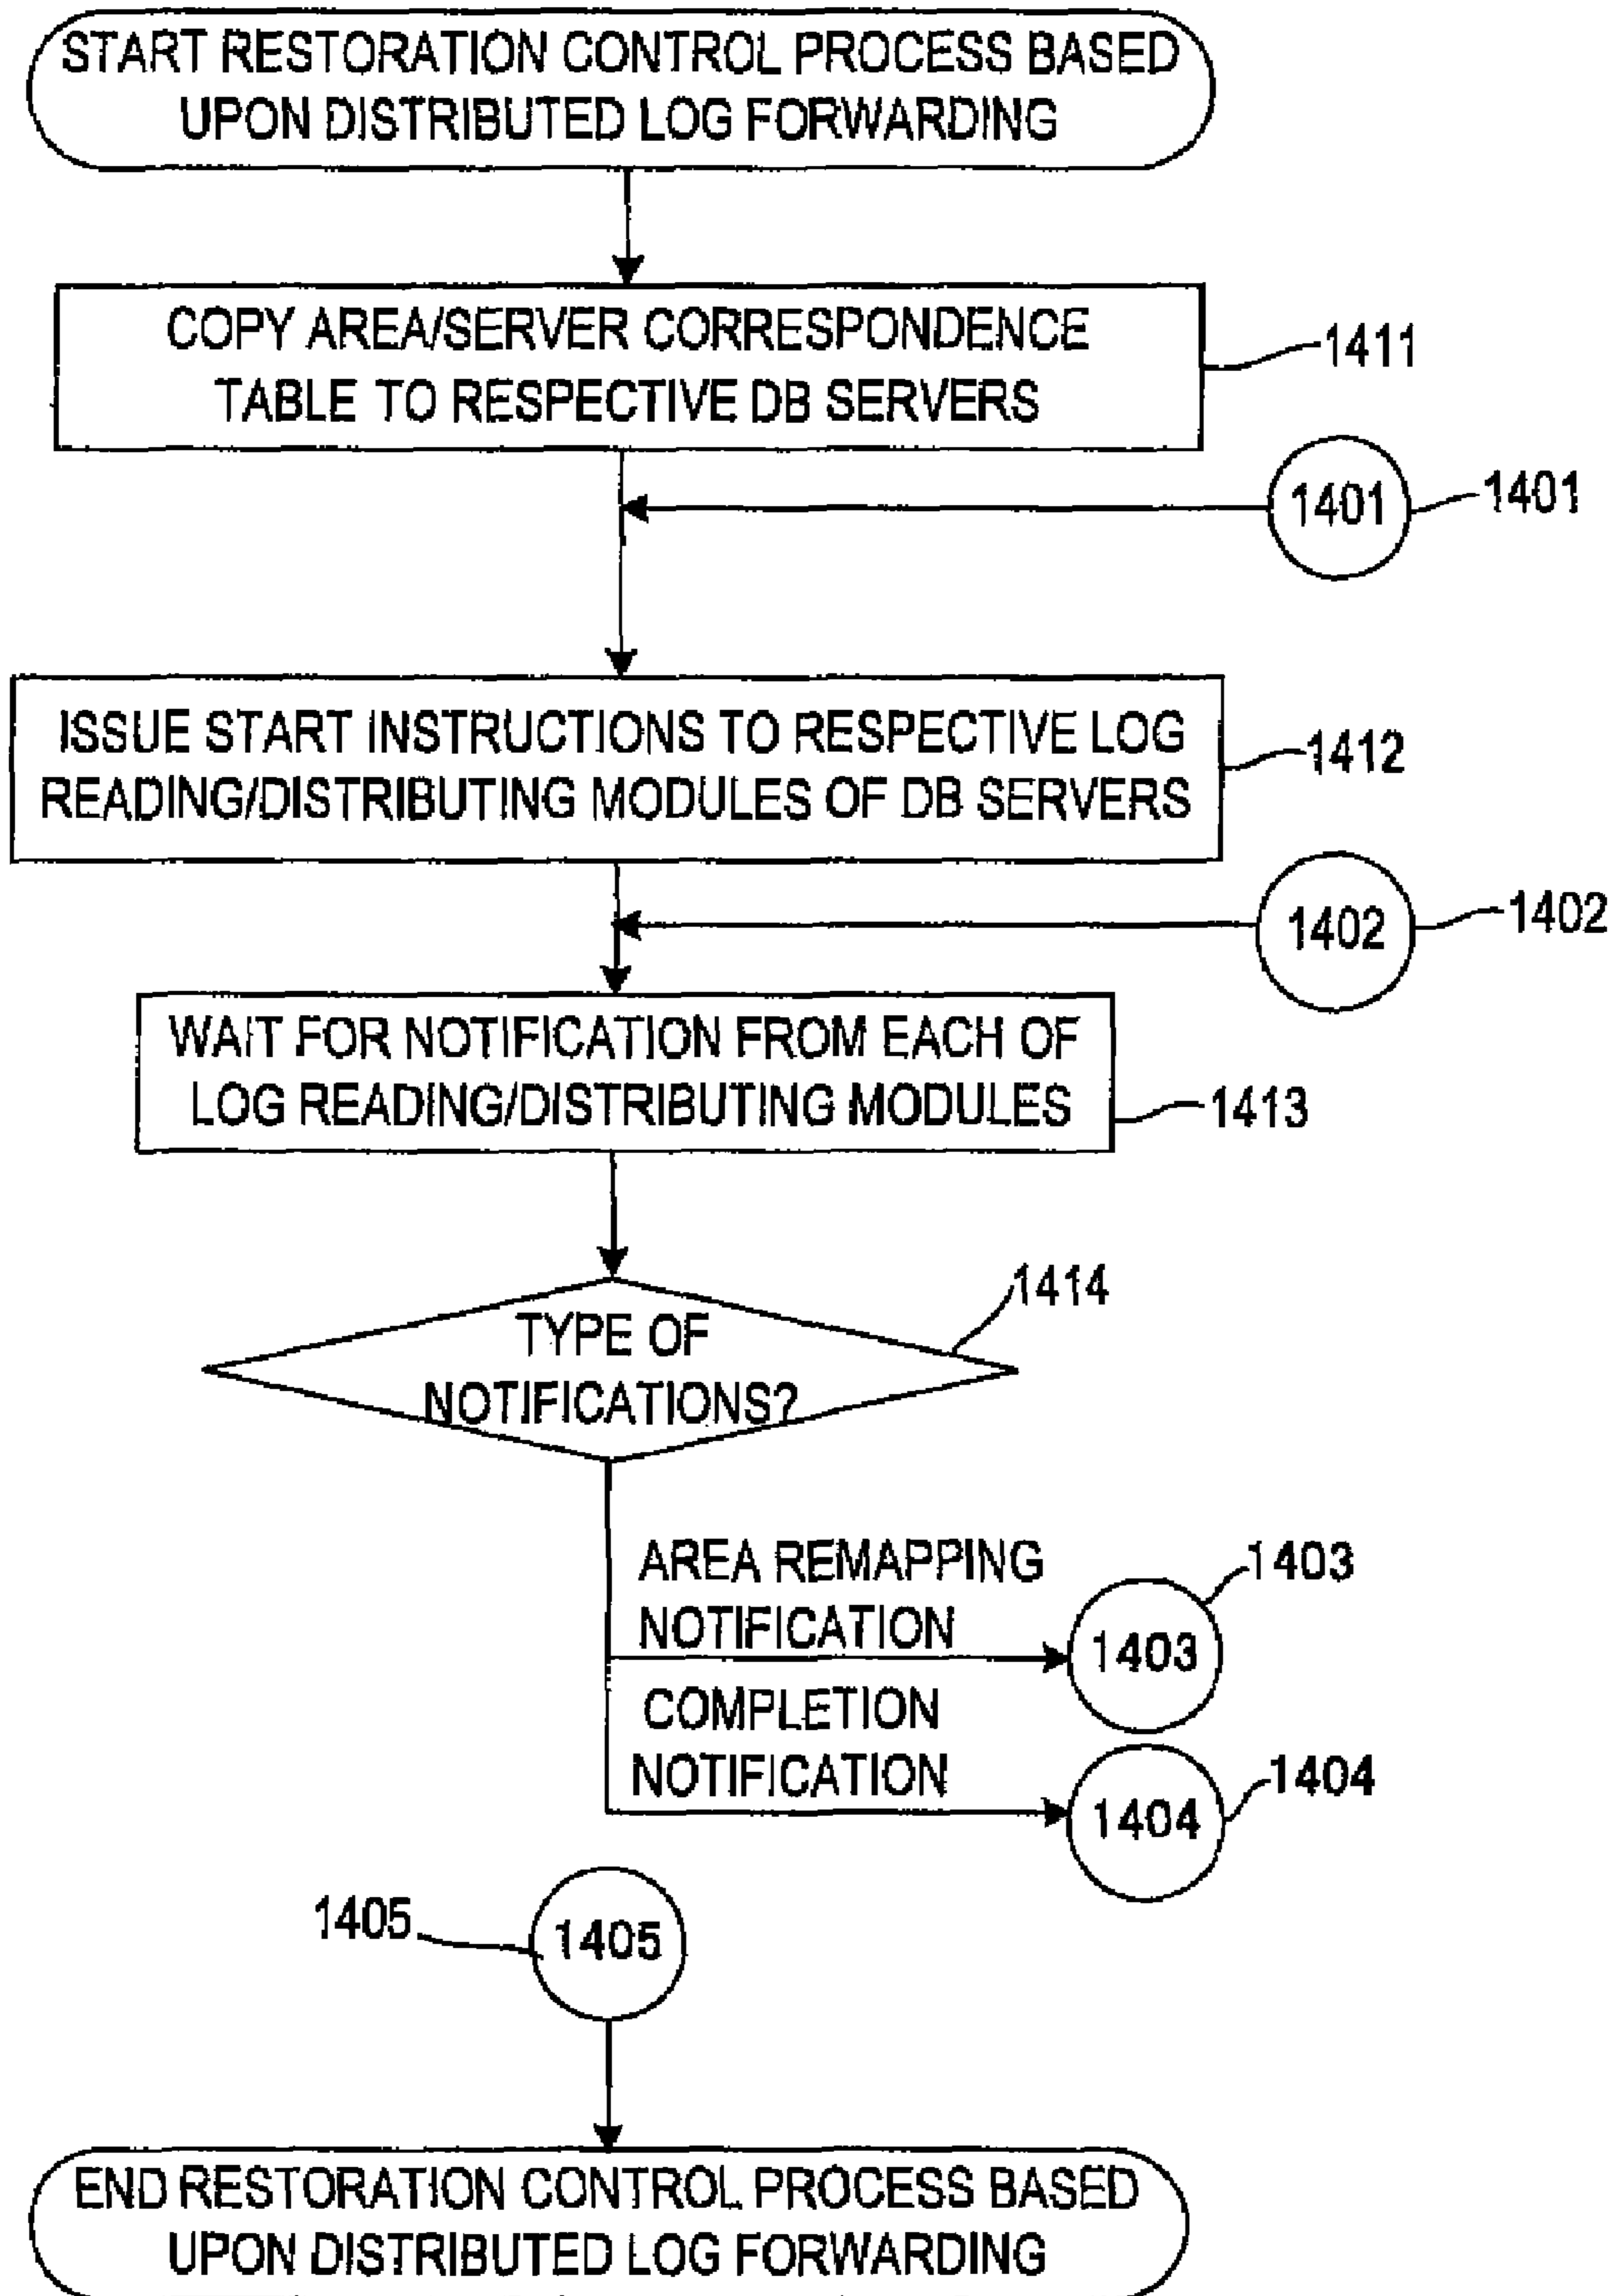 START RESTORATION CONTROL PROCESS BASED
UPON DISTRIBUTED LOG FORWARDING
COPY AREA/SERVER CORRESPONDENCE
TABLE TO RESPECTIVE DB SERVERS
1411
1401
1401
ISSUE START INSTRUCTIONS TO RESPECTIVE LOG
READING/DISTRIBUTING MODULES OF DB SERVERS
1412
1402
1402
WAIT FOR NOTIFICATION FROM EACH OF
LOG READING/DISTRIBUTING MODULES
1413
TYPE OF
NOTIFICATIONS?
1414
AREA REMAPPING
NOTIFICATION
1403
1403
COMPLETION
NOTIFICATION
1404
1404
1405
1405
END RESTORATION CONTROL PROCESS BASED
UPON DISTRIBUTED LOG FORWARDING